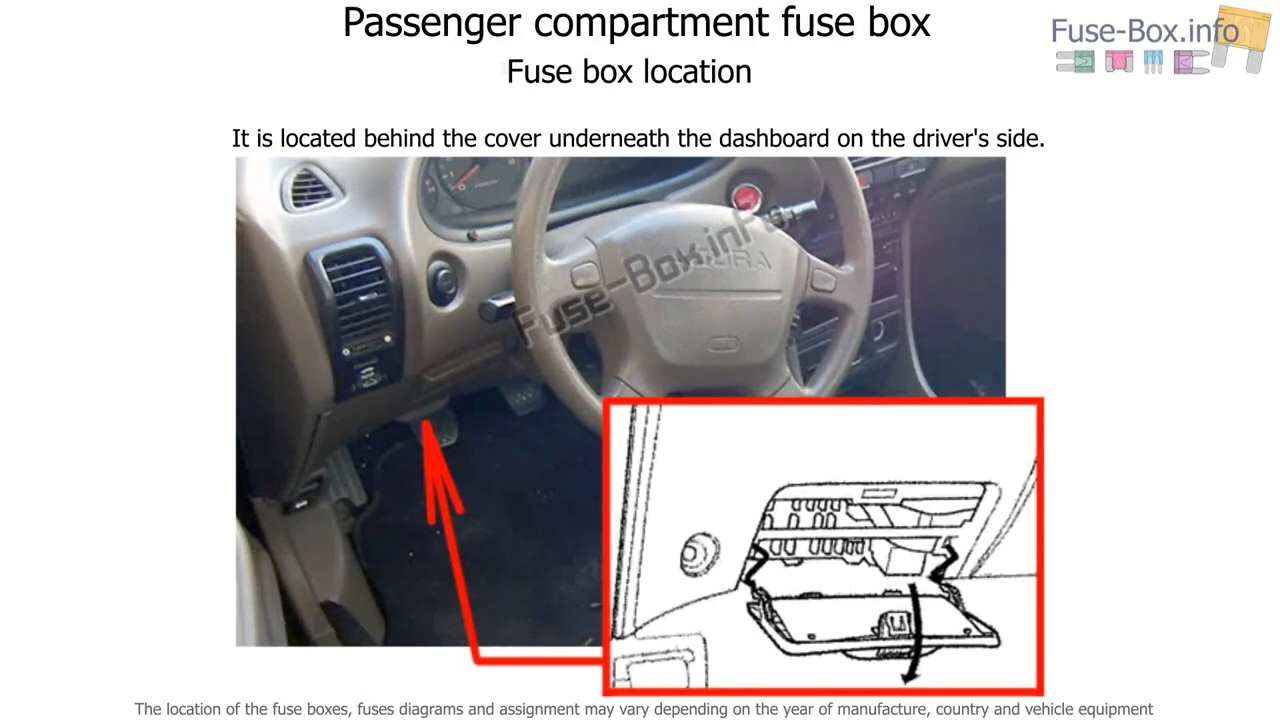 Passenger compartment fuse box
Fuse-Box.info
Fuse box location
It is located behind the cover underneath the dashboard on the driver's side.
Fuse-Box.info
ACURA
The location of the fuse boxes, fuses diagrams and assignment may vary depending on the year of manufacture, country and vehicle equipment